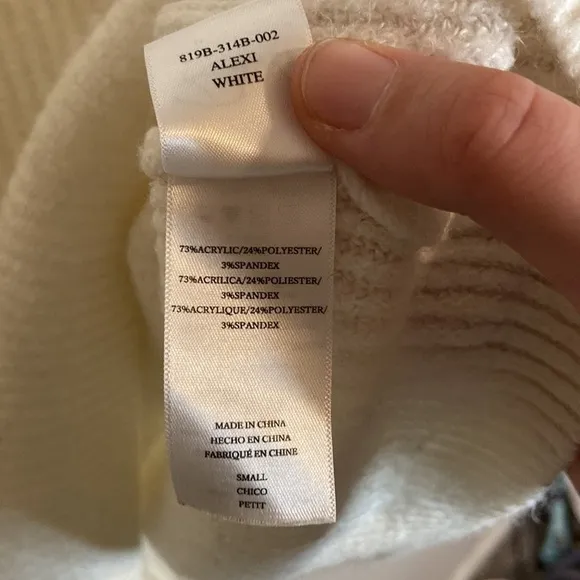 819B-314B-002
ALEXI
WHITE
73%ACRYLIC/24%POLYESTER/
3%SPANDEX
73%ACRILICA/24%POLIESTER/
3%SPANDEX
73%ACRYLIQUE/24%POLYESTER/
3%SPANDEX
MADE IN CHINA
HECHO EN CHINA
FABRIQUÉ EN CHINE
SMALL
CHICO
PETIT